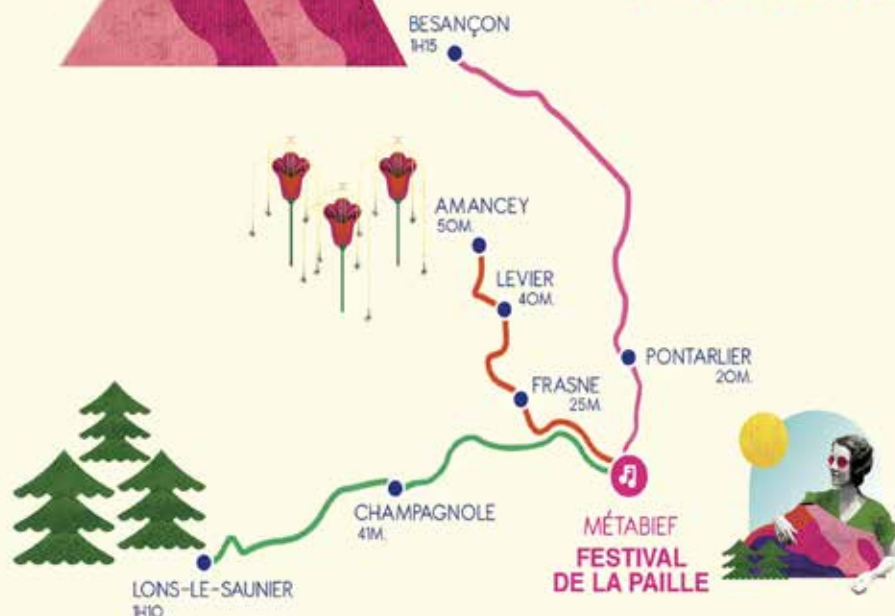 BESANÇON
1H15
AMANCEY
50M.
LEVIER
40M.
PONTARLIER
20M.
FRASNE
25M.
CHAMPAGNOLE
41M.
MÉTABIEF
FESTIVAL
DE LA PAILLE
LONS-LE-SAUNIER
1H10